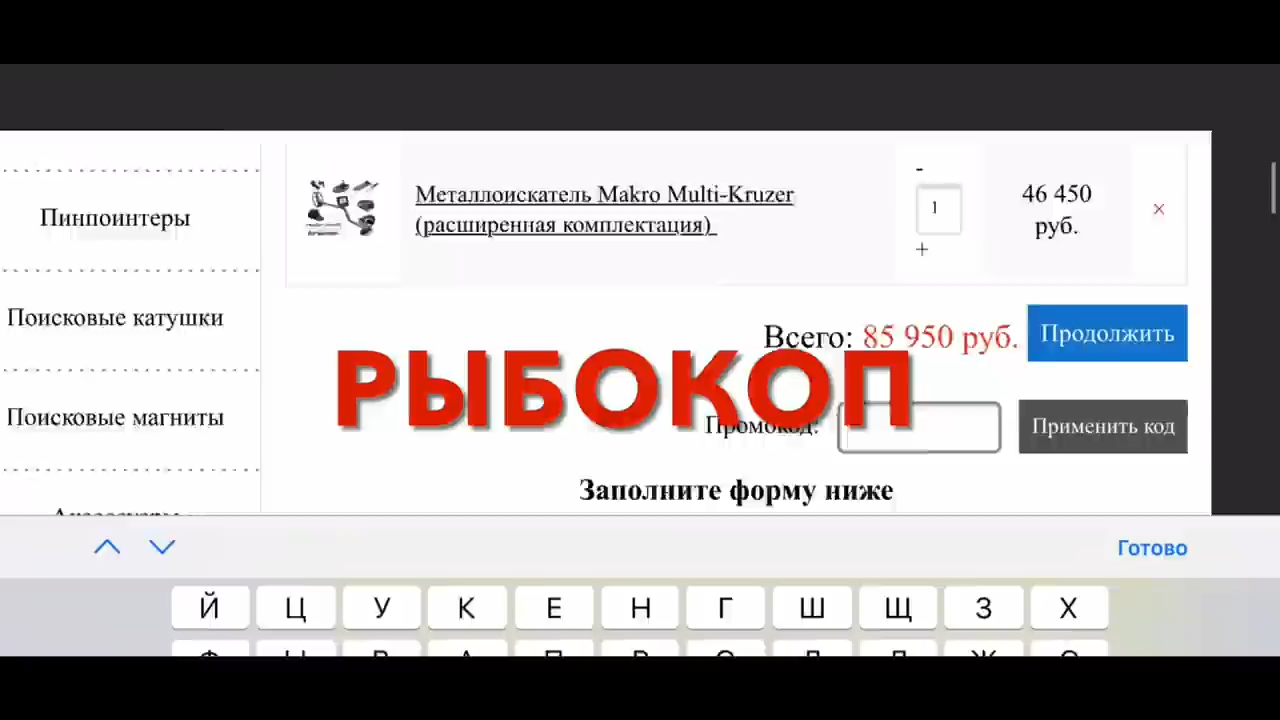 Пинпоинтеры
Поисковые катушки
Поисковые магниты
Металлоискатель Makro Multi-Kruzer
(расширенная комплектация)
-
1
+
46 450
руб.
×
Всего: 85 950 руб.
Продолжить
РЫБОКОП
Промокод:
Применить код
Заполните форму ниже
Готово
Й Ц У К Е Н Г Ш Щ З Х